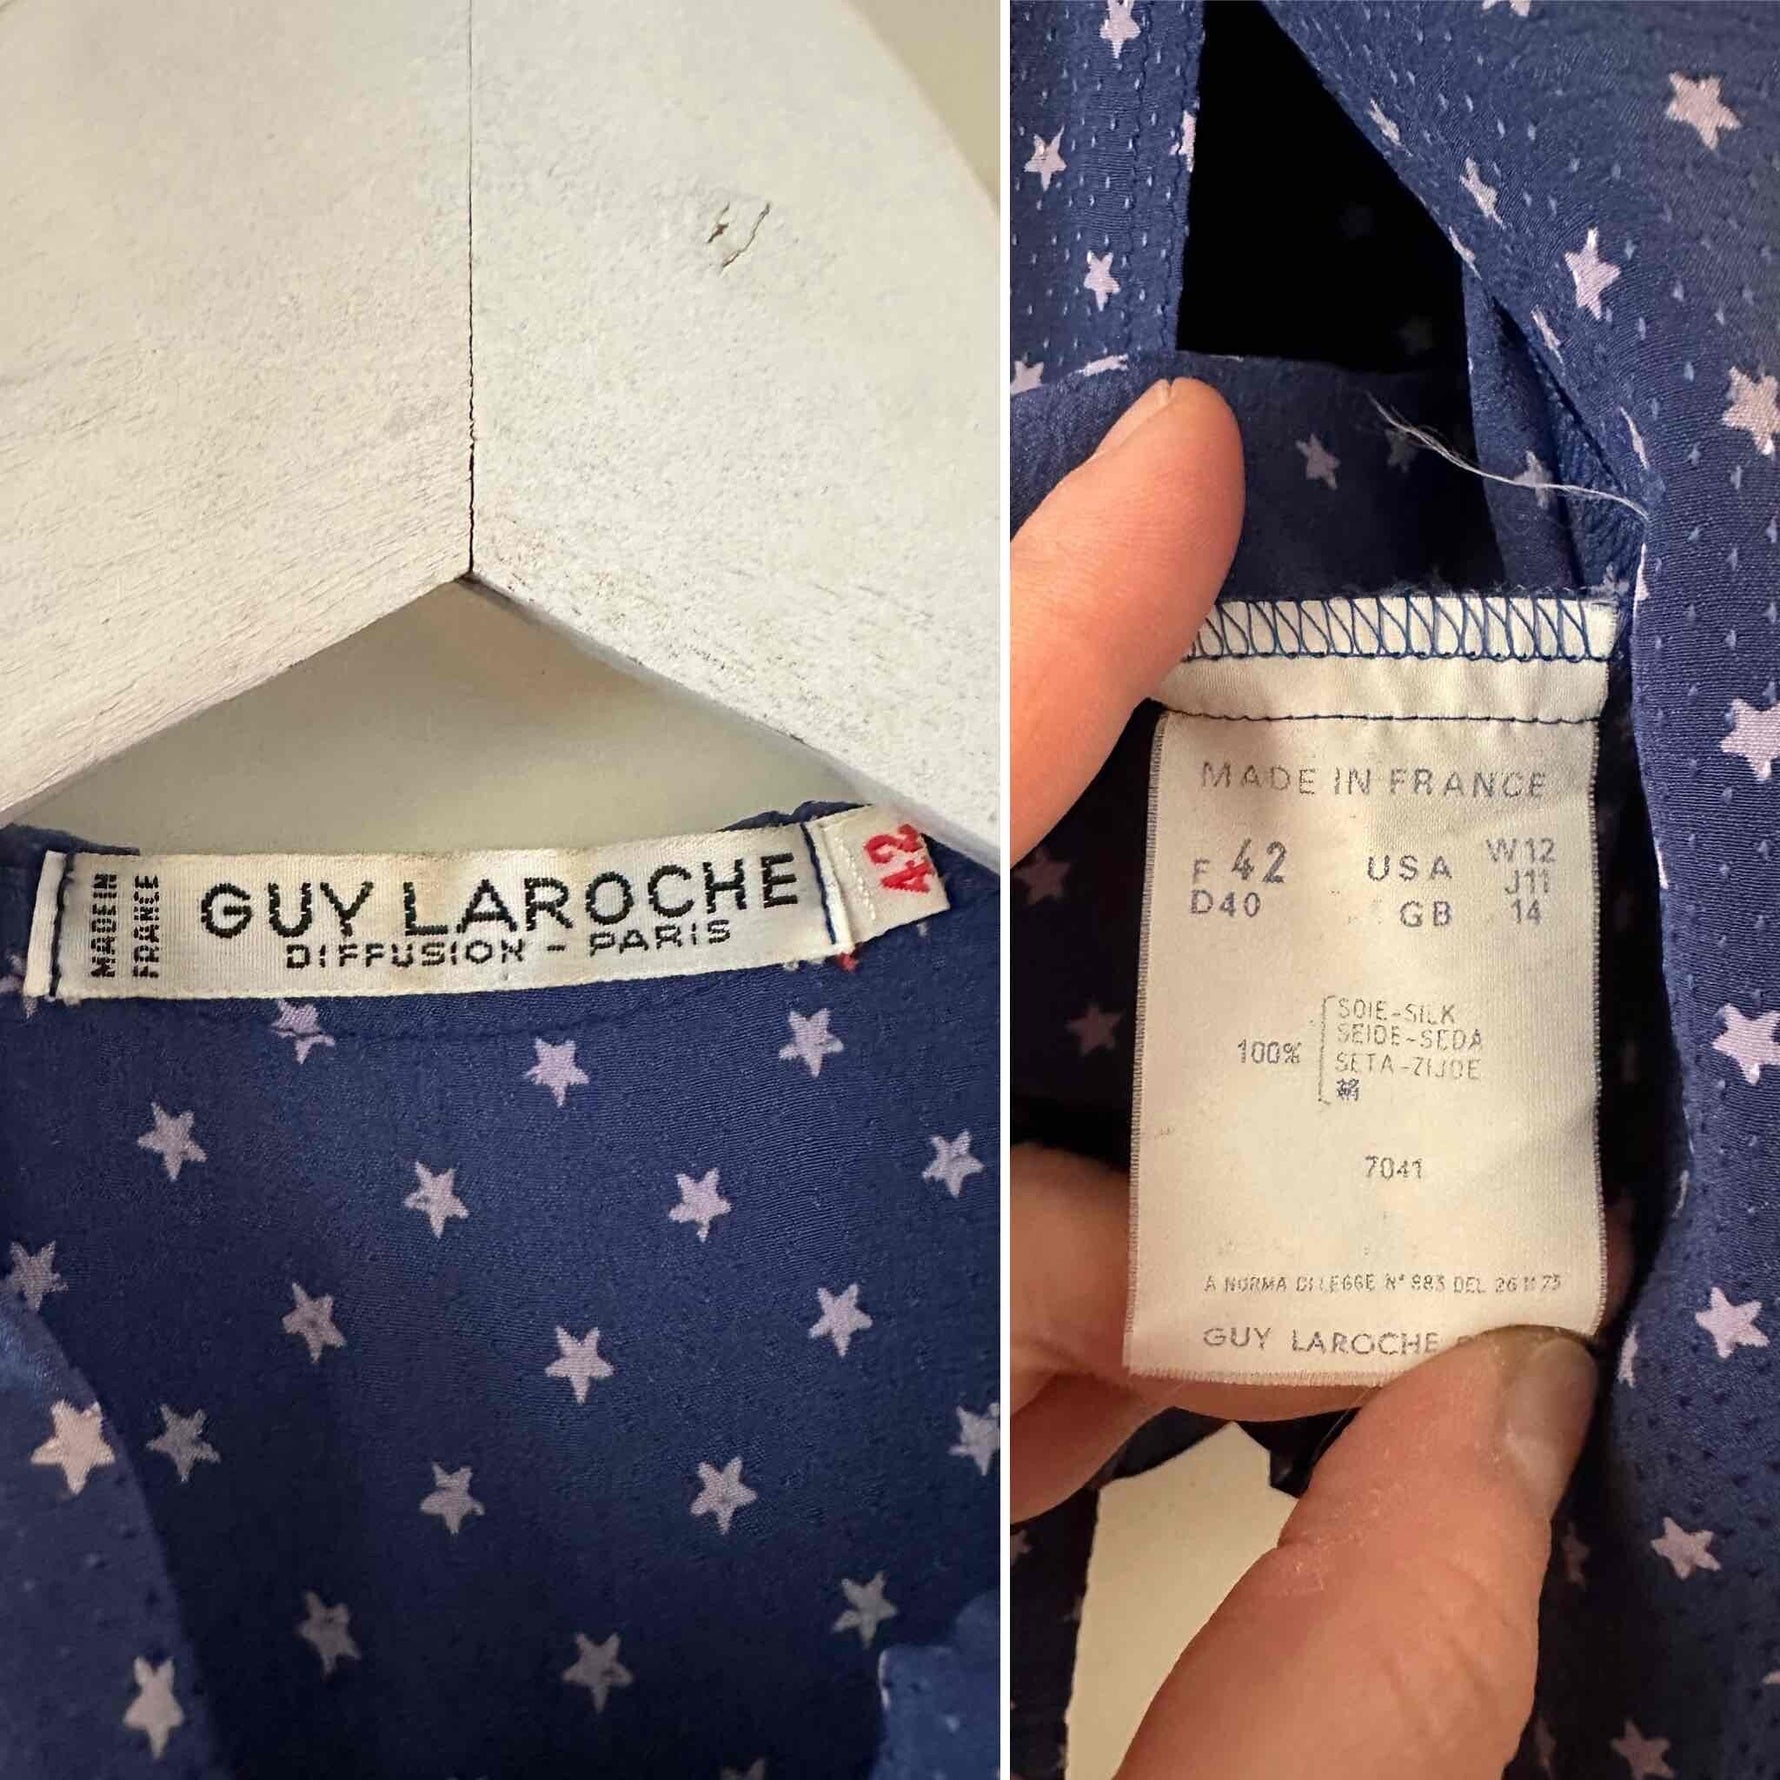 MADE IN
FRANCE
GUY LAROCHE
DIFFUSION - PARIS
42
MADE IN FRANCE
F 42 USA W12
J11
D40 GB 14
100% SOIE-SILK
SEIDE-SEDA
SETA-ZIJDE
絹
7041
A NORMA DI LEGGE N° 883 DEL 26 11 73
GUY LAROCHE